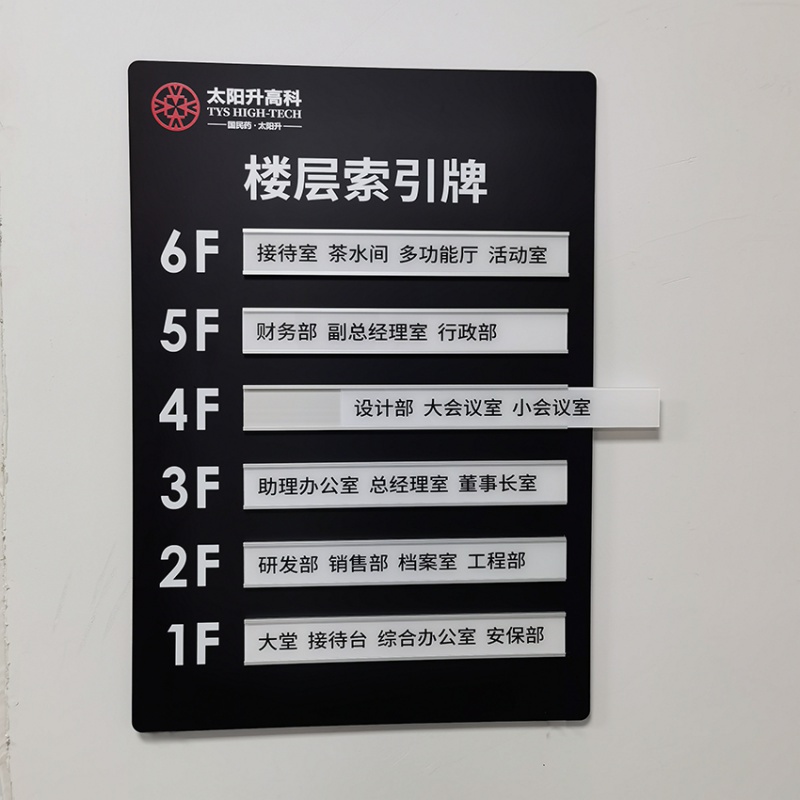 太阳升高科
TYS HIGH-TECH
国民药·太阳升
楼层索引牌
6F 接待室 茶水间 多功能厅 活动室
5F 财务部 副总经理室 行政部
4F 设计部 大会议室 小会议室
3F 助理办公室 总经理室 董事长室
2F 研发部 销售部 档案室 工程部
1F 大堂 接待台 综合办公室 安保部